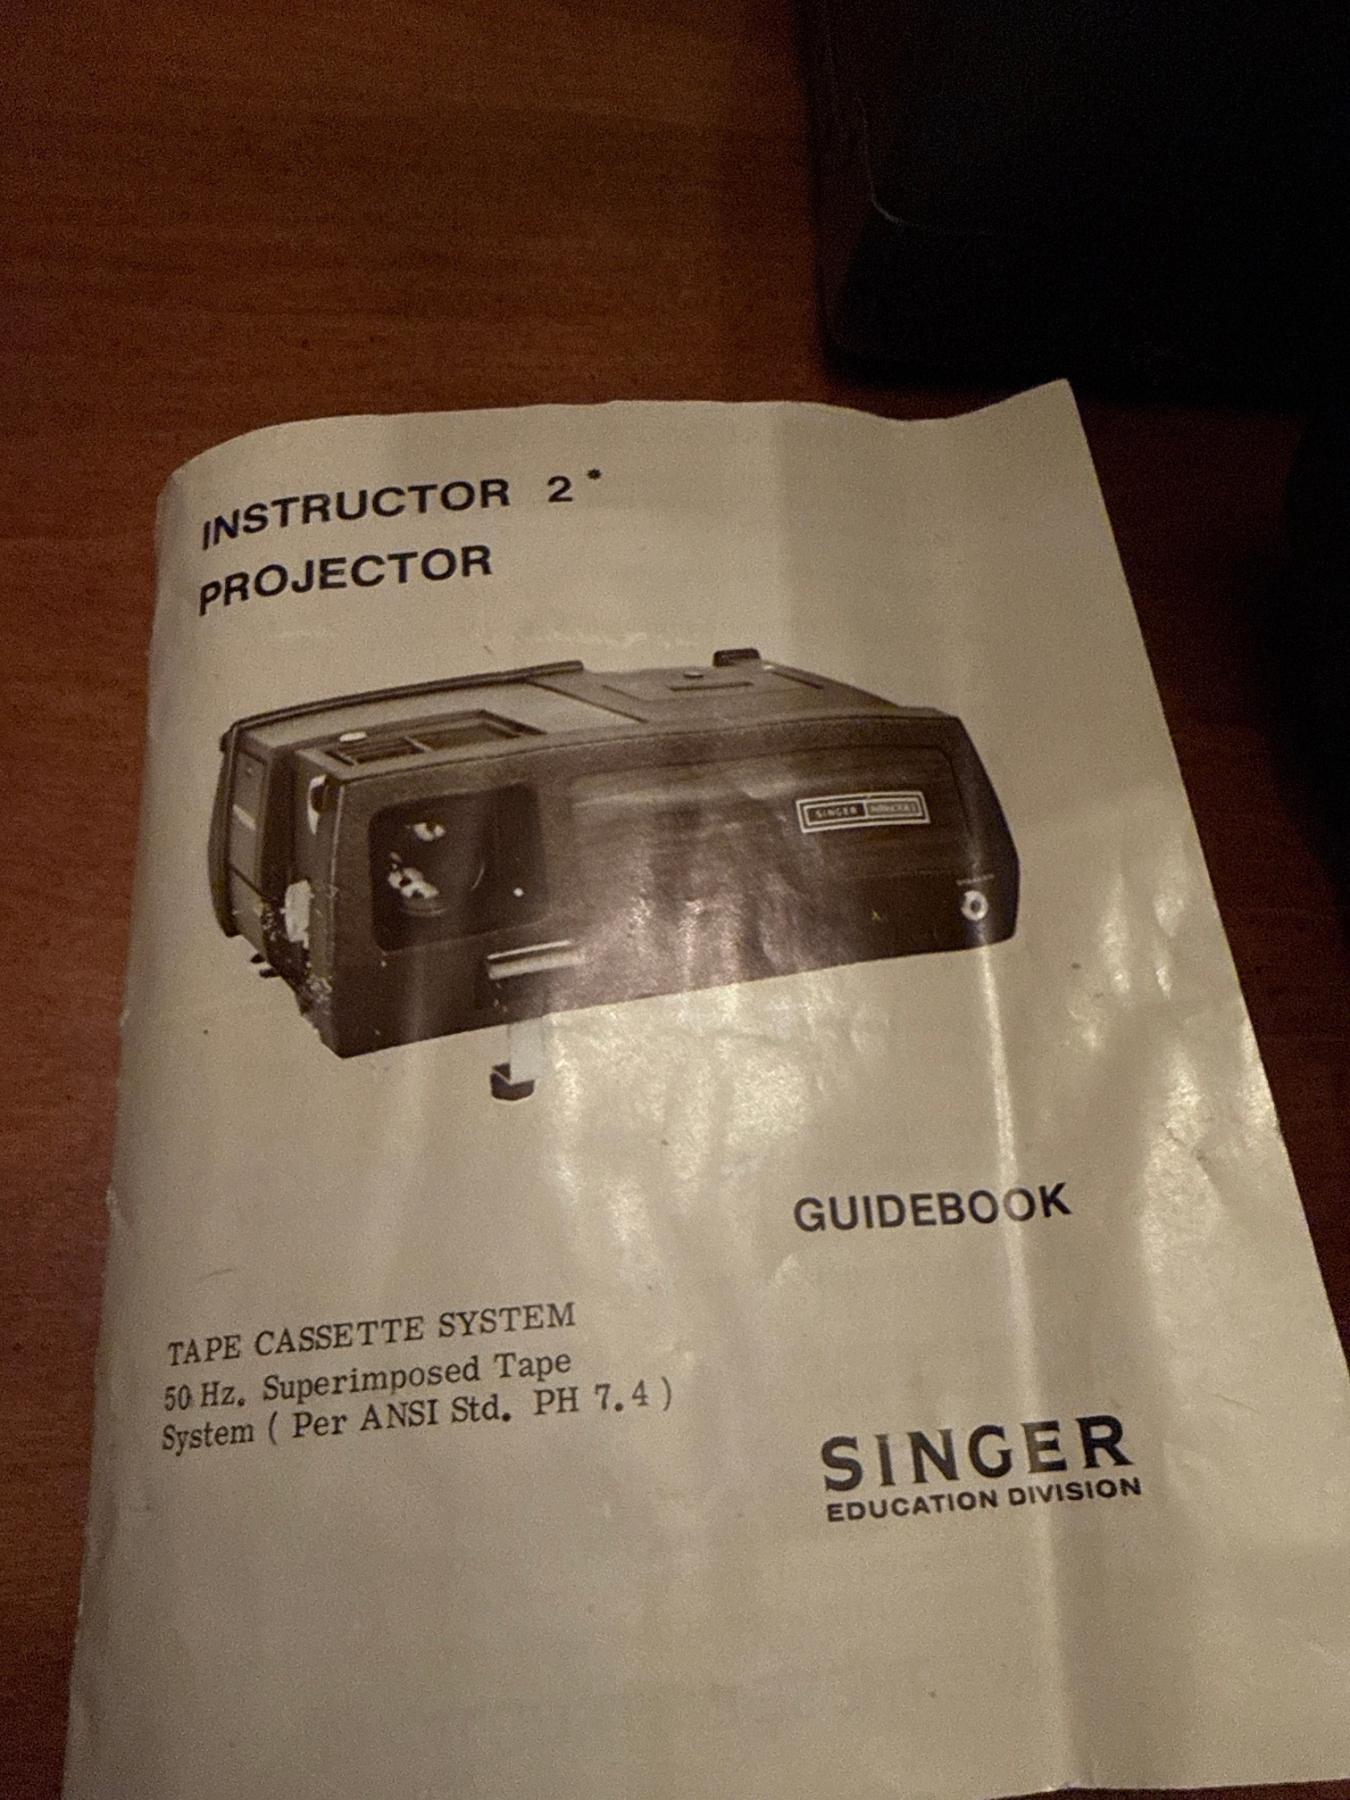 INSTRUCTOR 2*
PROJECTOR
SINGER
GUIDEBOOK
TAPE CASSETTE SYSTEM
50 Hz. Superimposed Tape
System ( Per ANSI Std. PH 7.4 )
SINGER
EDUCATION DIVISION